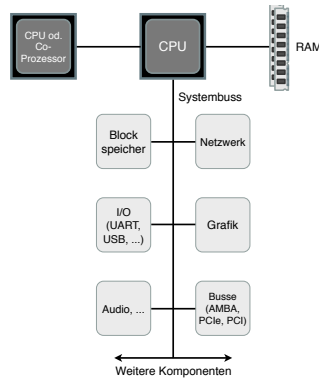 CPU od.
Co-
Prozessor
CPU
RAM
Systembuss
Block
speicher
Netzwerk
I/O
(UART,
USB, ...)
Grafik
Audio, ...
Busse
(AMBA,
PCIe, PCI)
Weitere Komponenten